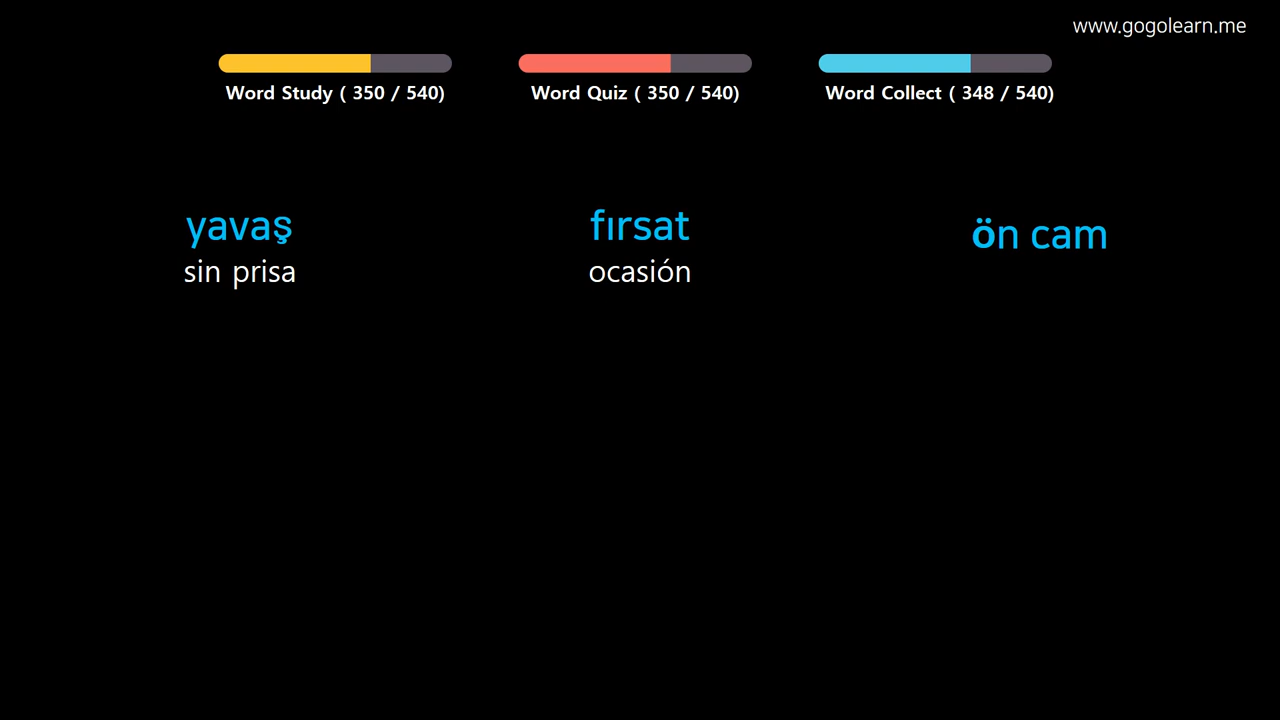 www.gogolearn.me
Word Study ( 350 / 540)
Word Quiz ( 350 / 540)
Word Collect ( 348 / 540)
yavaş
sin prisa
fırsat
ocasión
ön cam